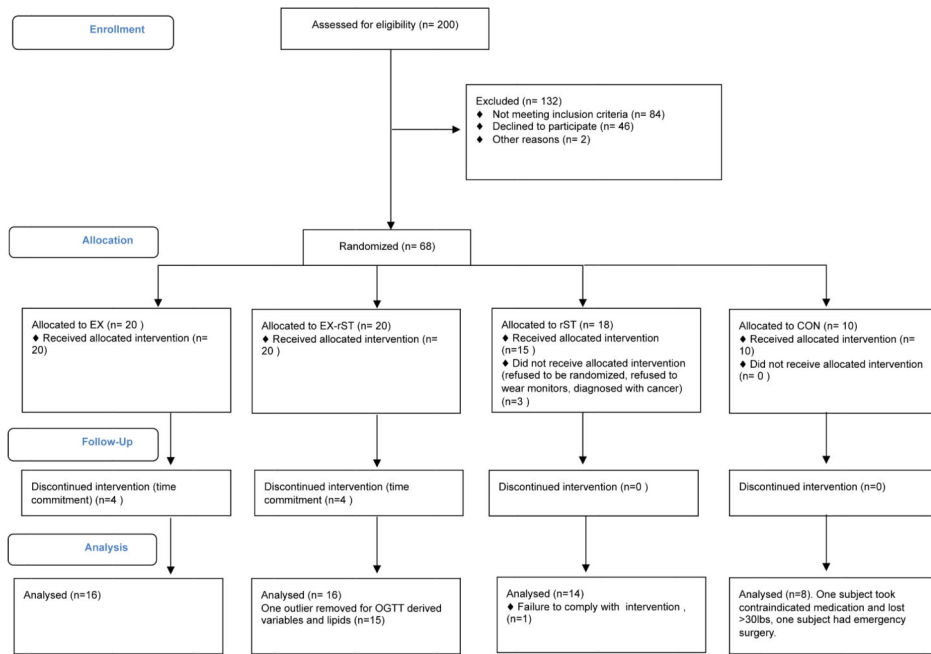 Enrollment
Assessed for eligibility (n= 200)
Excluded (n= 132)
♦ Not meeting inclusion criteria (n= 84)
♦ Declined to participate (n= 46)
♦ Other reasons (n= 2)
Allocation
Randomized (n= 68)
Allocated to EX (n= 20 )
♦ Received allocated intervention (n=
20)
Allocated to EX-rST (n= 20)
♦ Received allocated intervention (n=
20 )
Allocated to rST (n= 18)
♦ Received allocated intervention
(n=15 )
♦ Did not receive allocated intervention
(refused to be randomized, refused to
wear monitors, diagnosed with cancer)
(n=3 )
Allocated to CON (n= 10)
♦ Received allocated intervention (n=
10)
♦ Did not receive allocated intervention
(n= 0 )
Follow-Up
Discontinued intervention (time
commitment) (n=4 )
Discontinued intervention (time
commitment (n=4 )
Discontinued intervention (n=0 )
Discontinued intervention (n=0)
Analysis
Analysed (n=16)
Analysed (n= 16)
One outlier removed for OGTT derived
variables and lipids (n=15)
Analysed (n=14)
♦ Failure to comply with intervention ,
(n=1)
Analysed (n=8). One subject took
contraindicated medication and lost
>30lbs, one subject had emergency
surgery.